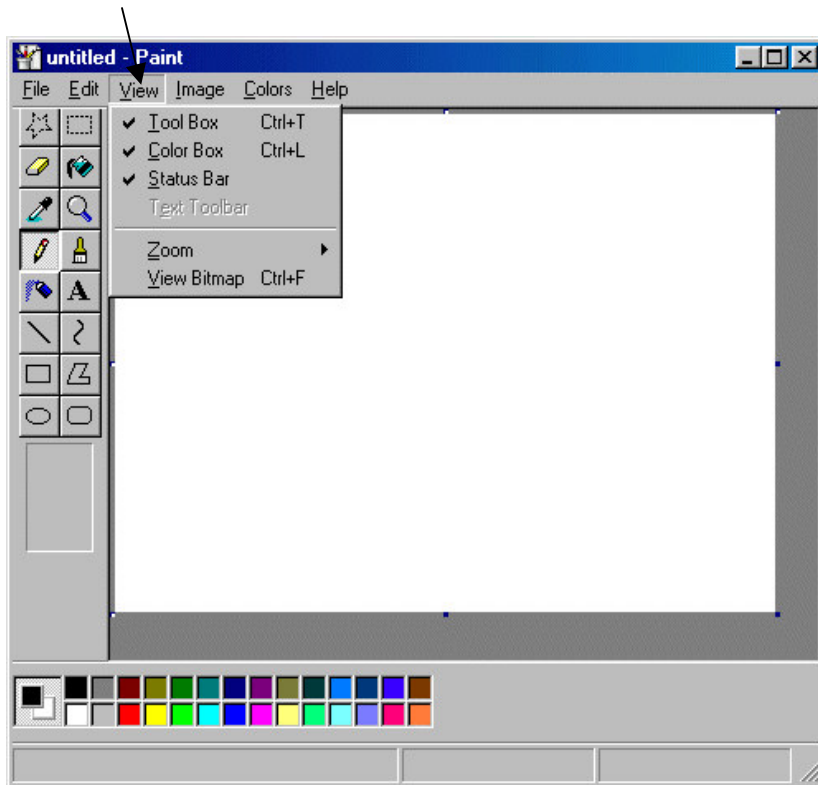 untitled - Paint
File Edit View Image Colors Help
Tool Box Ctrl+T
Color Box Ctrl+L
Status Bar
Text Toolbar
Zoom
View Bitmap Ctrl+F
A